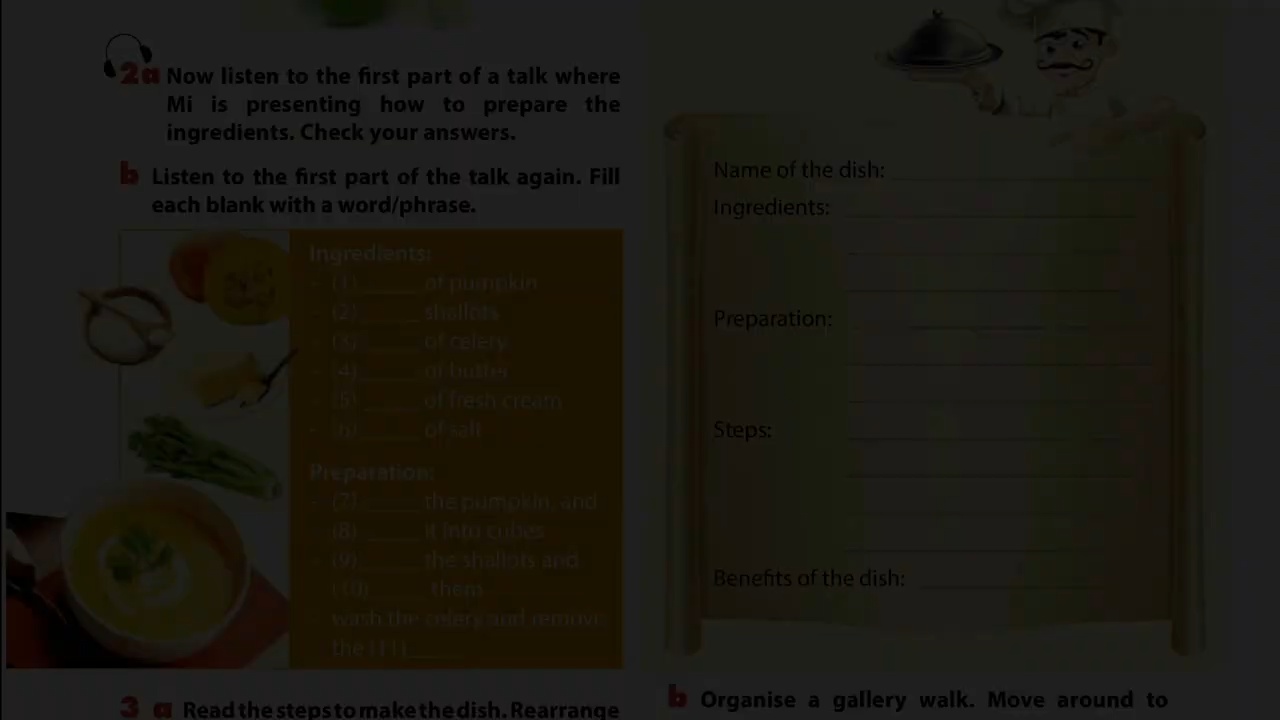 2a Now listen to the first part of a talk where
Mi is presenting how to prepare the
ingredients. Check your answers.
b Listen to the first part of the talk again. Fill
each blank with a word/phrase.
Ingredients:
- (1)______ of pumpkin
- (2)______ shallots
- (3)______ of celery
- (4)______ of butter
- (5)______ of fresh cream
- (6)______ of salt
Preparation:
- (7)______ the pumpkin, and
- (8)______ it into cubes
- (9)______ the shallots and
(10)______ them
- wash the celery and remove
the (11)______
3 a Read the steps to make the dish. Rearrange
Name of the dish:
Ingredients:
Preparation:
Steps:
Benefits of the dish:
b Organise a gallery walk. Move around to